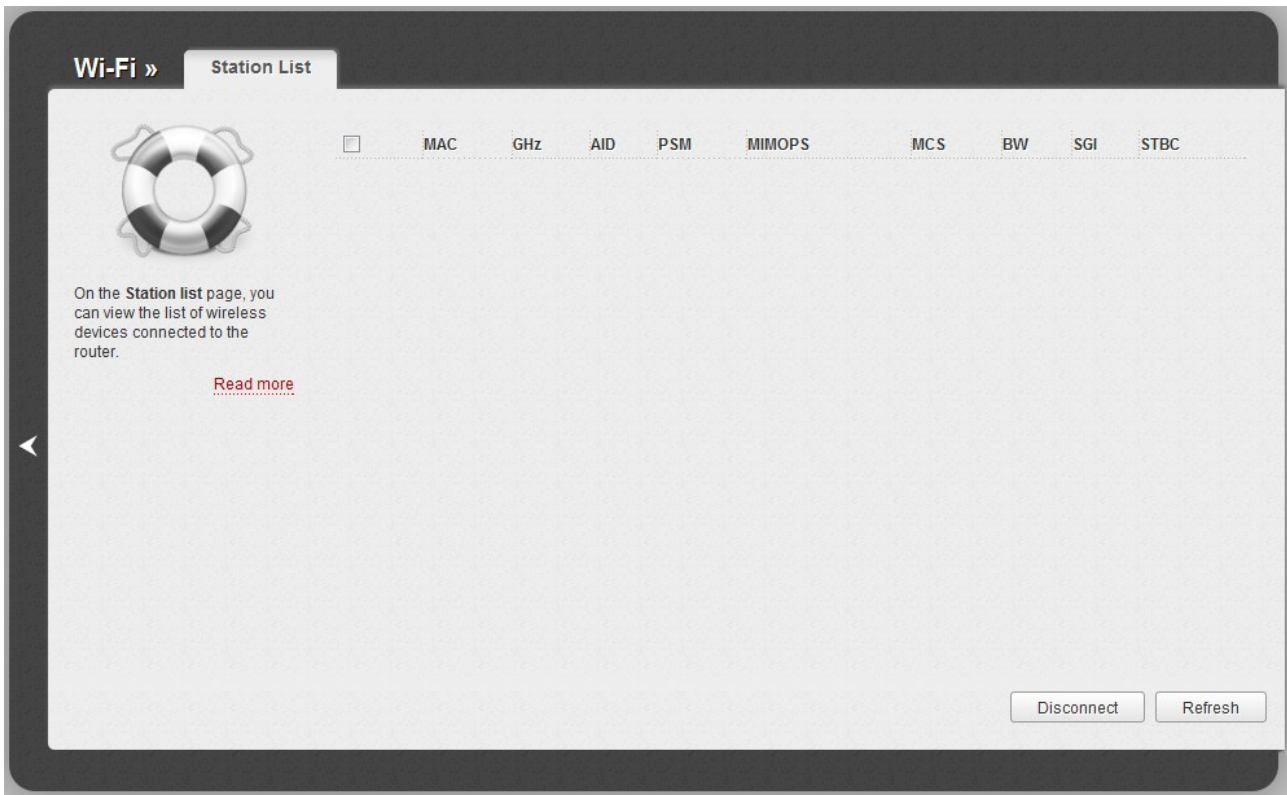 Wi-Fi » Station List
MAC GHz AID PSM MIMOPS MCS BW SGI STBC
On the Station list page, you
can view the list of wireless
devices connected to the
router.
Read more
Disconnect Refresh